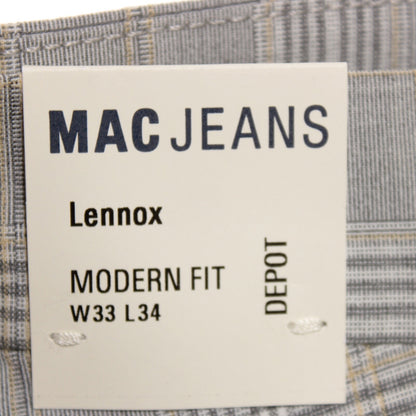 MAC JEANS
Lennox
MODERN FIT
W33 L34
DEPOT